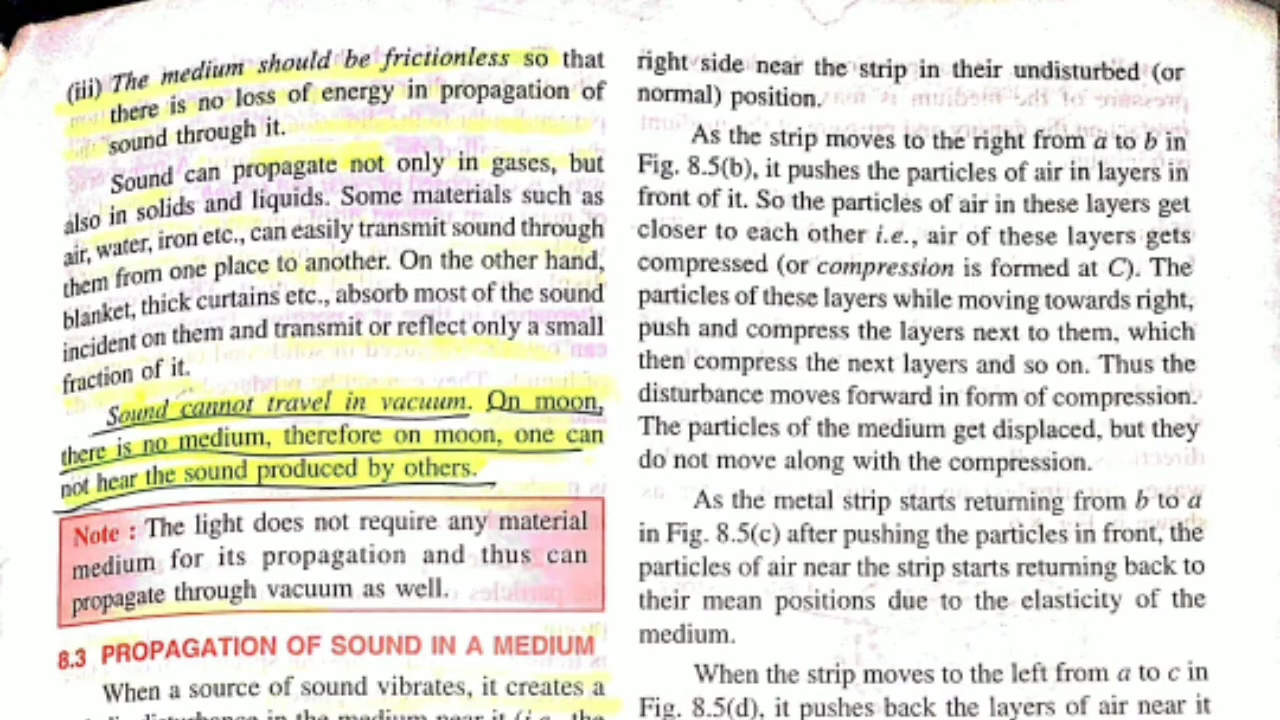 (iii) The medium should be frictionless so that
there is no loss of energy in propagation of
sound through it.
Sound can propagate not only in gases, but
also in solids and liquids. Some materials such as
air, water, iron etc., can easily transmit sound through
them from one place to another. On the other hand,
blanket, thick curtains etc., absorb most of the sound
incident on them and transmit or reflect only a small
fraction of it.
Sound cannot travel in vacuum. On moon,
there is no medium, therefore on moon, one can
not hear the sound produced by others.
Note : The light does not require any material
medium for its propagation and thus can
propagate through vacuum as well.
8.3 PROPAGATION OF SOUND IN A MEDIUM
When a source of sound vibrates, it creates a
disturbance in the medium near it (i.e., the
right side near the strip in their undisturbed (or
normal) position.
As the strip moves to the right from a to b in
Fig. 8.5(b), it pushes the particles of air in layers in
front of it. So the particles of air in these layers get
closer to each other i.e., air of these layers gets
compressed (or compression is formed at C). The
particles of these layers while moving towards right,
push and compress the layers next to them, which
then compress the next layers and so on. Thus the
disturbance moves forward in form of compression.
The particles of the medium get displaced, but they
do not move along with the compression.
As the metal strip starts returning from b to a
in Fig. 8.5(c) after pushing the particles in front, the
particles of air near the strip starts returning back to
their mean positions due to the elasticity of the
medium.
When the strip moves to the left from a to c in
Fig. 8.5(d), it pushes back the layers of air near it